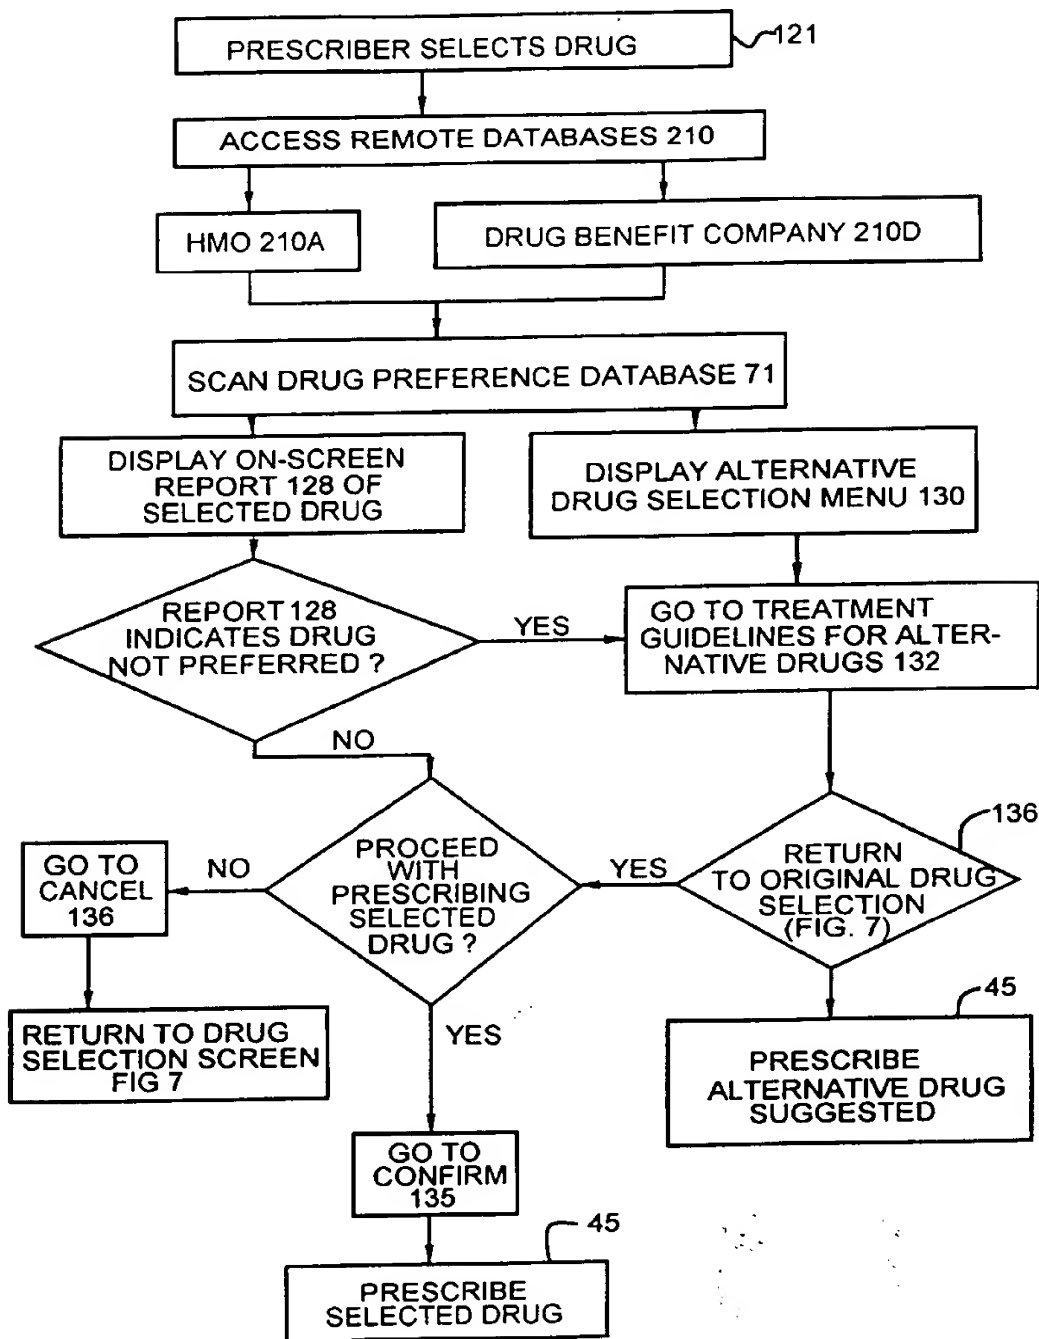 PRESCRIBER SELECTS DRUG
121
ACCESS REMOTE DATABASES 210
HMO 210A
DRUG BENEFIT COMPANY 210D
SCAN DRUG PREFERENCE DATABASE 71
DISPLAY ON-SCREEN
REPORT 128 OF
SELECTED DRUG
DISPLAY ALTERNATIVE
DRUG SELECTION MENU 130
REPORT 128
INDICATES DRUG
NOT PREFERRED ?
YES
GO TO TREATMENT
GUIDELINES FOR ALTER-
NATIVE DRUGS 132
NO
136
GO TO
CANCEL
136
NO
PROCEED
WITH
PRESCRIBING
SELECTED
DRUG ?
YES
RETURN
TO ORIGINAL DRUG
SELECTION
(FIG. 7)
RETURN TO DRUG
SELECTION SCREEN
FIG 7
YES
45
PRESCRIBE
ALTERNATIVE DRUG
SUGGESTED
GO TO
CONFIRM
135
45
PRESCRIBE
SELECTED DRUG